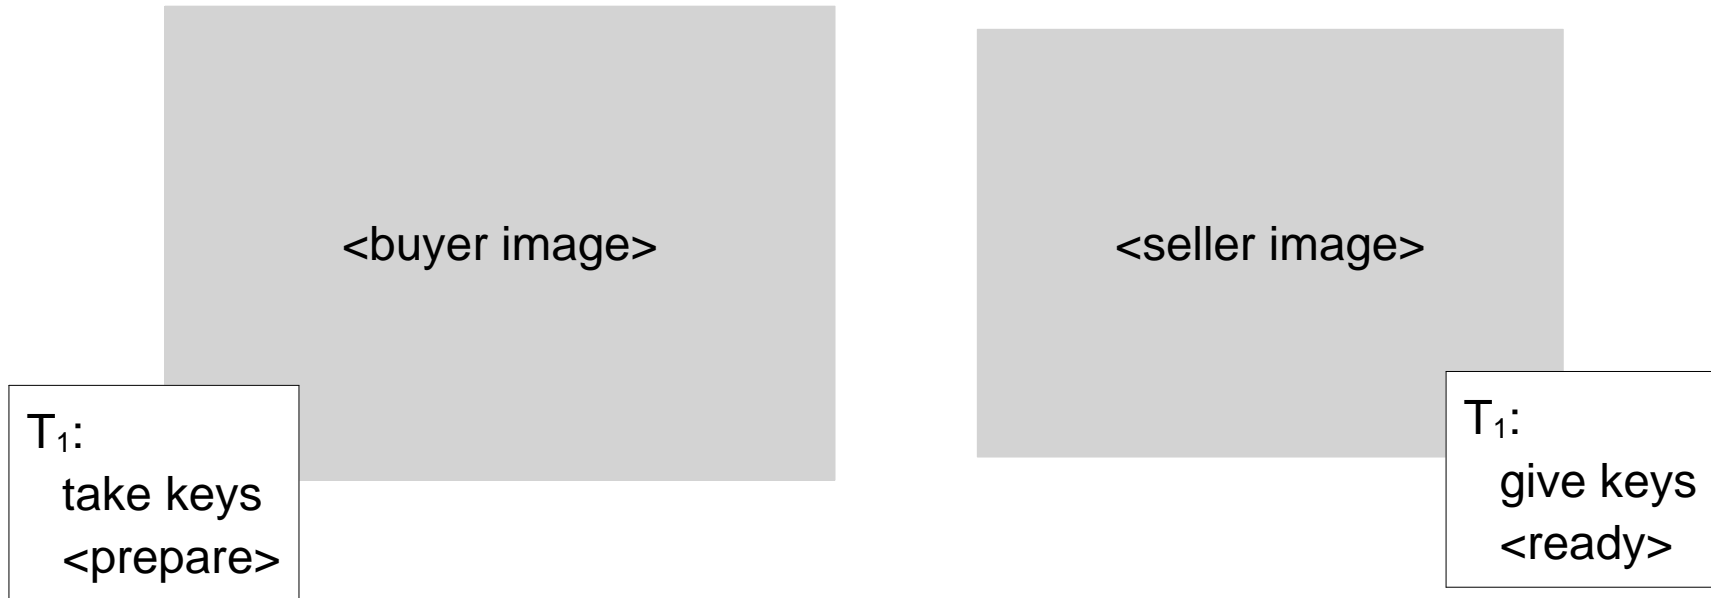 <buyer image>
<seller image>
T₁:
take keys
<prepare>
T₁:
give keys
<ready>